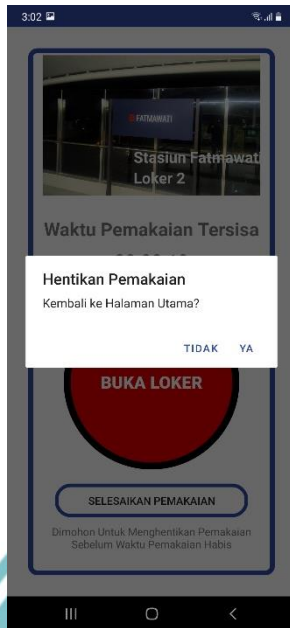 3:02
FATMAWATI
Stasiun Fatmawati
Loker 2
Waktu Pemakaian Tersisa
Hentikan Pemakaian
Kembali ke Halaman Utama?
TIDAK YA
BUKA LOKER
SELESAIKAN PEMAKAIAN
Dimohon Untuk Menghentikan Pemakaian
Sebelum Waktu Pemakaian Habis